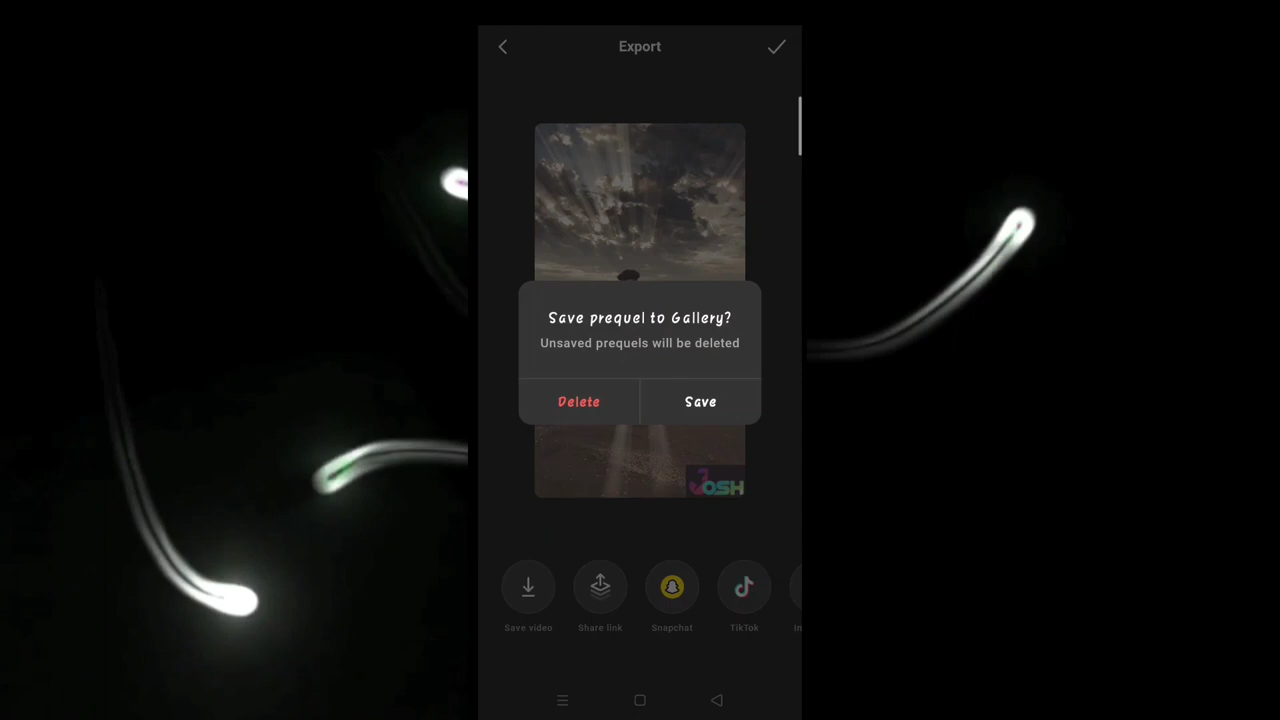 Export
Save prequel to Gallery?
Unsaved prequels will be deleted
Delete
Save
JOSH
Save video
Share link
Snapchat
TikTok